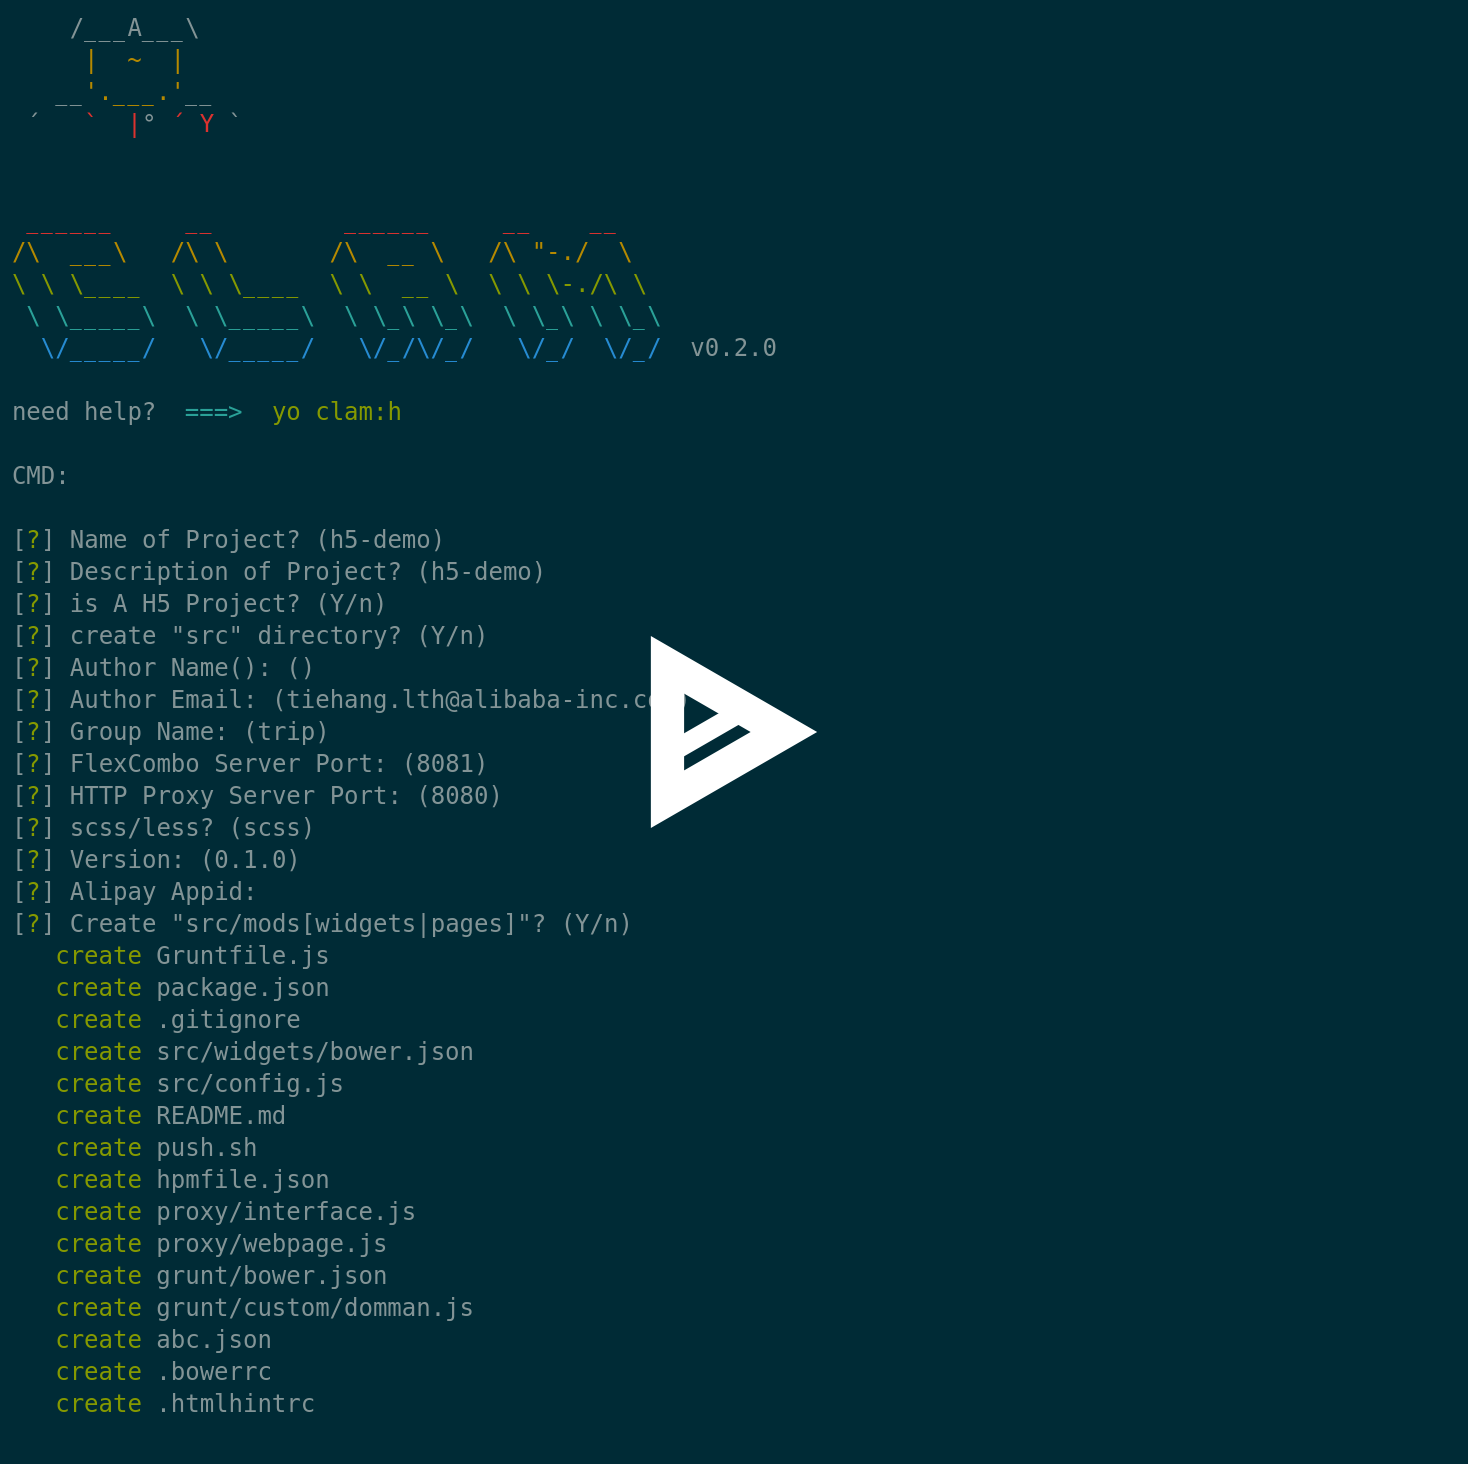 /___A___\
     |  ~  |
   __'.___.'__
 ´   `  |° ´ Y `

 ______     __         ______     __    __
/\  ___\   /\ \       /\  __ \   /\ "-./  \
\ \ \____  \ \ \____  \ \  __ \  \ \ \-./\ \
 \ \_____\  \ \_____\  \ \_\ \_\  \ \_\ \ \_\
  \/_____/   \/_____/   \/_/\/_/   \/_/  \/_/  v0.2.0

need help?  ===>  yo clam:h

CMD:

[?] Name of Project? (h5-demo)
[?] Description of Project? (h5-demo)
[?] is A H5 Project? (Y/n)
[?] create "src" directory? (Y/n)
[?] Author Name(): ()
[?] Author Email:
[?] Group Name: (trip)
[?] FlexCombo Server Port: (8081)
[?] HTTP Proxy Server Port: (8080)
[?] scss/less? (scss)
[?] Version: (0.1.0)
[?] Alipay Appid:
[?] Create "src/mods[widgets|pages]"? (Y/n)
   create Gruntfile.js
   create package.json
   create .gitignore
   create src/widgets/bower.json
   create src/config.js
   create README.md
   create push.sh
   create hpmfile.json
   create proxy/interface.js
   create proxy/webpage.js
   create grunt/bower.json
   create grunt/custom/domman.js
   create abc.json
   create .bowerrc
   create .htmlhintrc